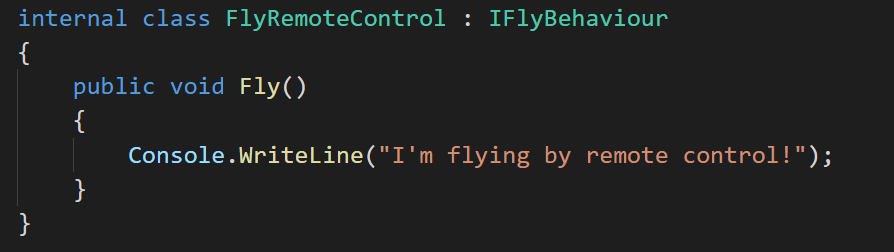 internal class FlyRemoteControl : IFlyBehaviour
{
    public void Fly()
    {
        Console.WriteLine("I'm flying by remote control!");
    }
}